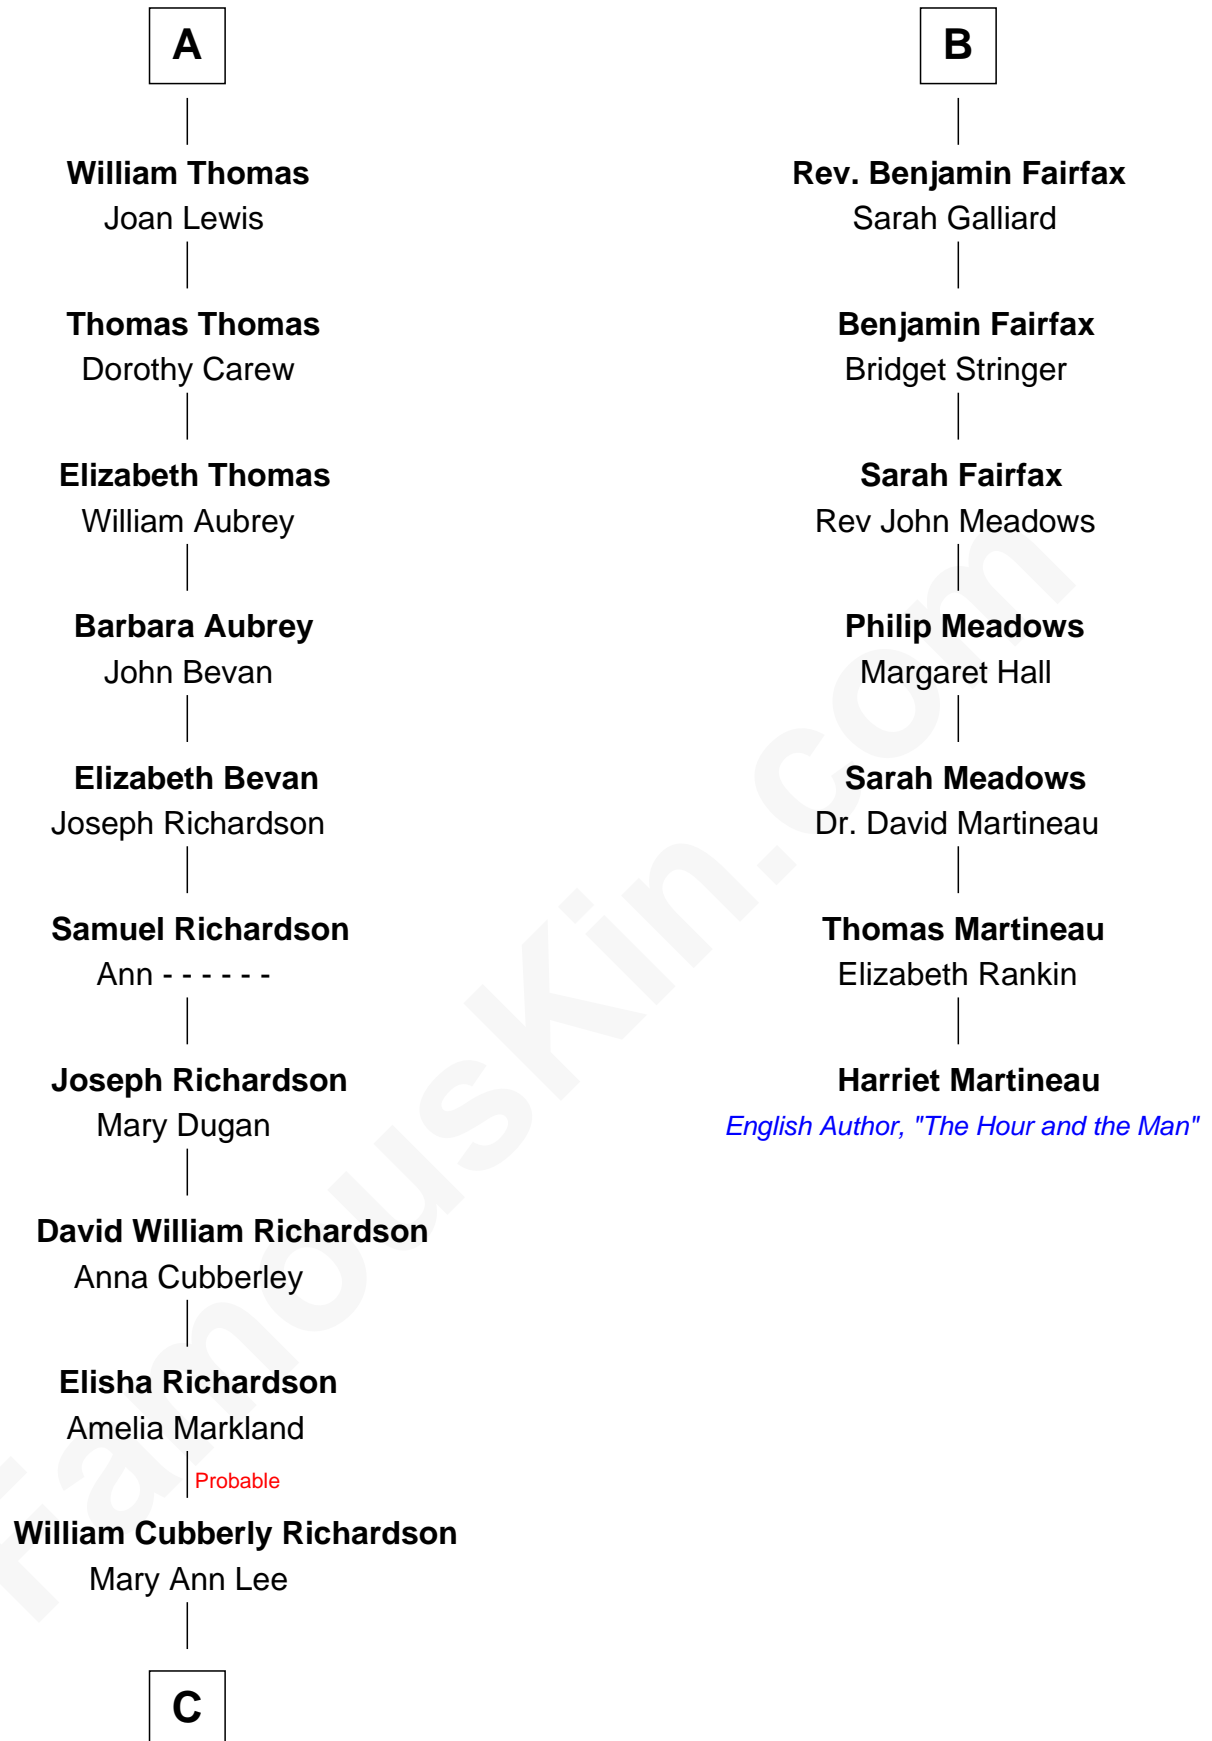 A
William Thomas
Joan Lewis
Thomas Thomas
Dorothy Carew
Elizabeth Thomas
William Aubrey
Barbara Aubrey
John Bevan
Elizabeth Bevan
Joseph Richardson
Samuel Richardson
Ann - - - - - -
Joseph Richardson
Mary Dugan
David William Richardson
Anna Cubberley
Elisha Richardson
Amelia Markland
Probable
William Cubberly Richardson
Mary Ann Lee
C
B
Rev. Benjamin Fairfax
Sarah Galliard
Benjamin Fairfax
Bridget Stringer
Sarah Fairfax
Rev John Meadows
Philip Meadows
Margaret Hall
Sarah Meadows
Dr. David Martineau
Thomas Martineau
Elizabeth Rankin
Harriet Martineau
English Author, "The Hour and the Man"
FamousKin.com